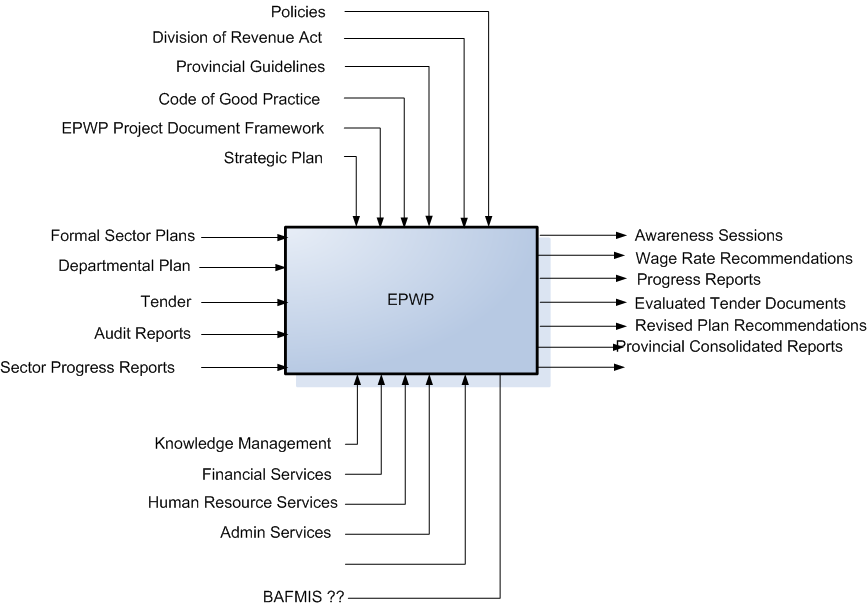 Policies
Division of Revenue Act
Provincial Guidelines
Code of Good Practice
EPWP Project Document Framework
Strategic Plan
Formal Sector Plans
Departmental Plan
Tender
Audit Reports
Sector Progress Reports
EPWP
Awareness Sessions
Wage Rate Recommendations
Progress Reports
Evaluated Tender Documents
Revised Plan Recommendations
Provincial Consolidated Reports
Knowledge Management
Financial Services
Human Resource Services
Admin Services
BAFMIS ??